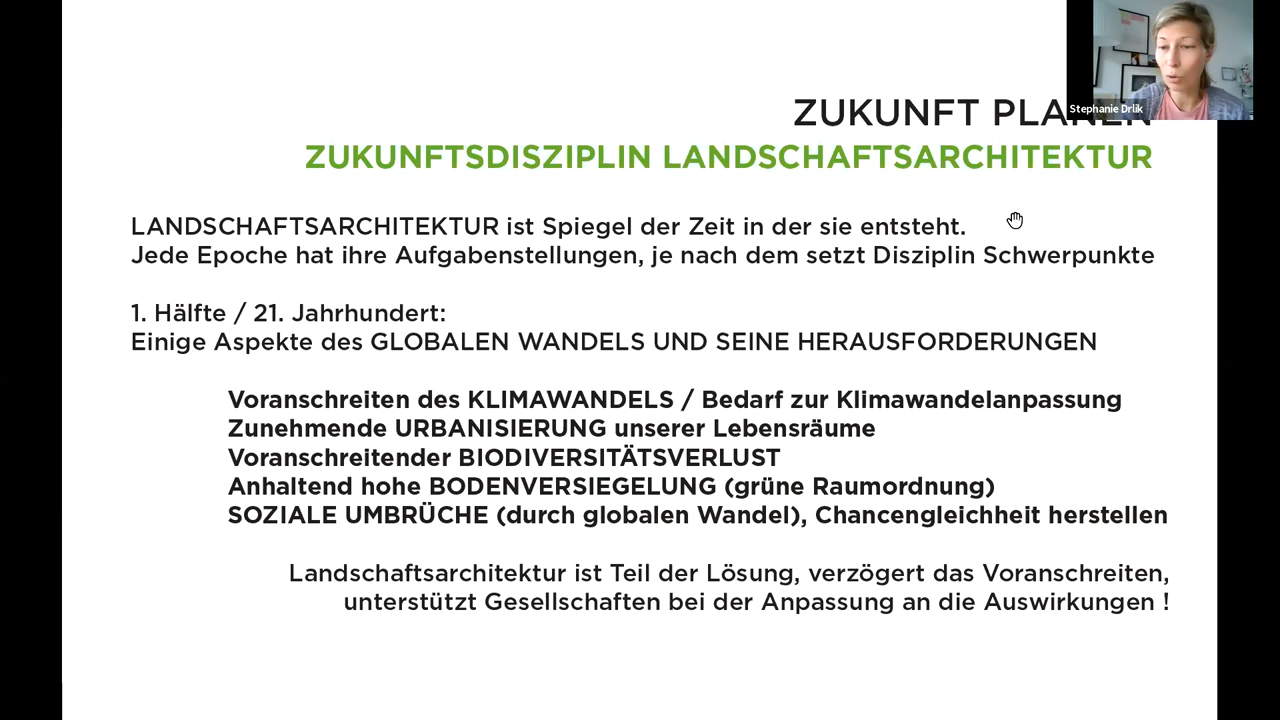 ZUKUNFT PLANEN
Stephanie Drlik
ZUKUNFTSDISZIPLIN LANDSCHAFTSARCHITEKTUR
LANDSCHAFTSARCHITEKTUR ist Spiegel der Zeit in der sie entsteht.
Jede Epoche hat ihre Aufgabenstellungen, je nach dem setzt Disziplin Schwerpunkte
1. Hälfte / 21. Jahrhundert:
Einige Aspekte des GLOBALEN WANDELS UND SEINE HERAUSFORDERUNGEN
Voranschreiten des KLIMAWANDELS / Bedarf zur Klimawandelanpassung
Zunehmende URBANISIERUNG unserer Lebensräume
Voranschreitender BIODIVERSITÄTSVERLUST
Anhaltend hohe BODENVERSIEGELUNG (grüne Raumordnung)
SOZIALE UMBRÜCHE (durch globalen Wandel), Chancengleichheit herstellen
Landschaftsarchitektur ist Teil der Lösung, verzögert das Voranschreiten,
unterstützt Gesellschaften bei der Anpassung an die Auswirkungen !